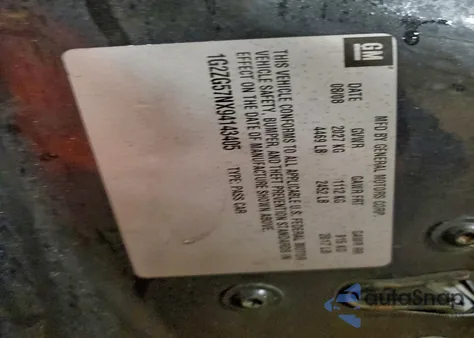 GM
MFD BY GENERAL MOTORS CORP.
DATE GVWR GAWR FRT GAWR RR
09/08 2027 KG 1112 KG 915 KG
4469 LB 2452 LB 2017 LB
THIS VEHICLE CONFORMS TO ALL APPLICABLE U.S. FEDERAL MOTOR
VEHICLE SAFETY, BUMPER, AND THEFT PREVENTION STANDARDS IN
EFFECT ON THE DATE OF MANUFACTURE SHOWN ABOVE.
1G2ZG57NX94143405 TYPE: PASS CAR
autoSnap